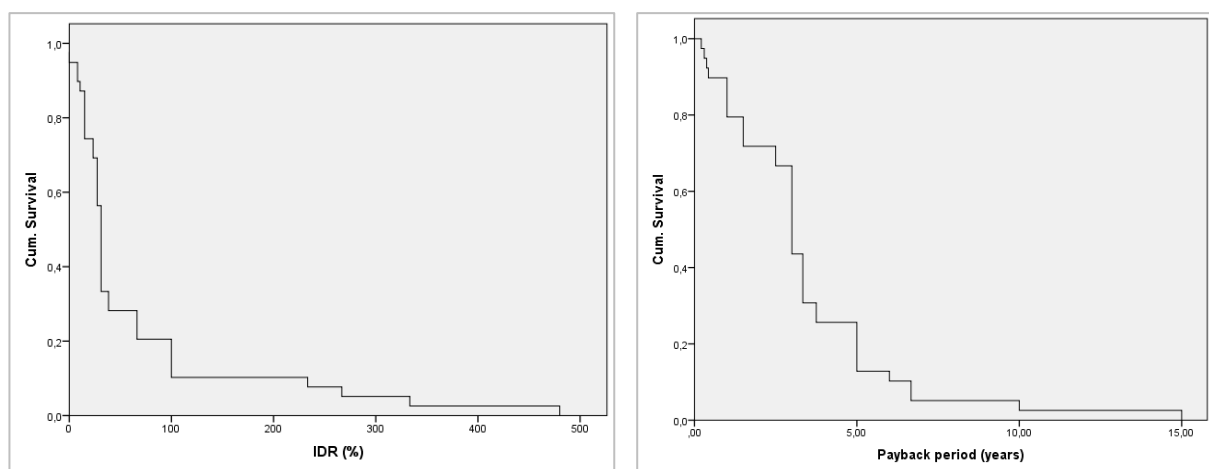 1,0
0,8
0,6
0,4
0,2
0,0
Cum. Survival
0 100 200 300 400 500
IDR (%)
1,0
0,8
0,6
0,4
0,2
0,0
Cum. Survival
,00 5,00 10,00 15,00
Payback period (years)